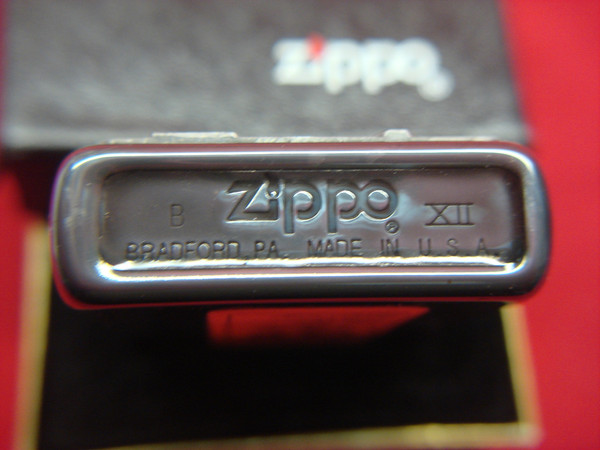 zippo
B zippo ® XII
BRADFORD, PA. MADE IN U.S.A.